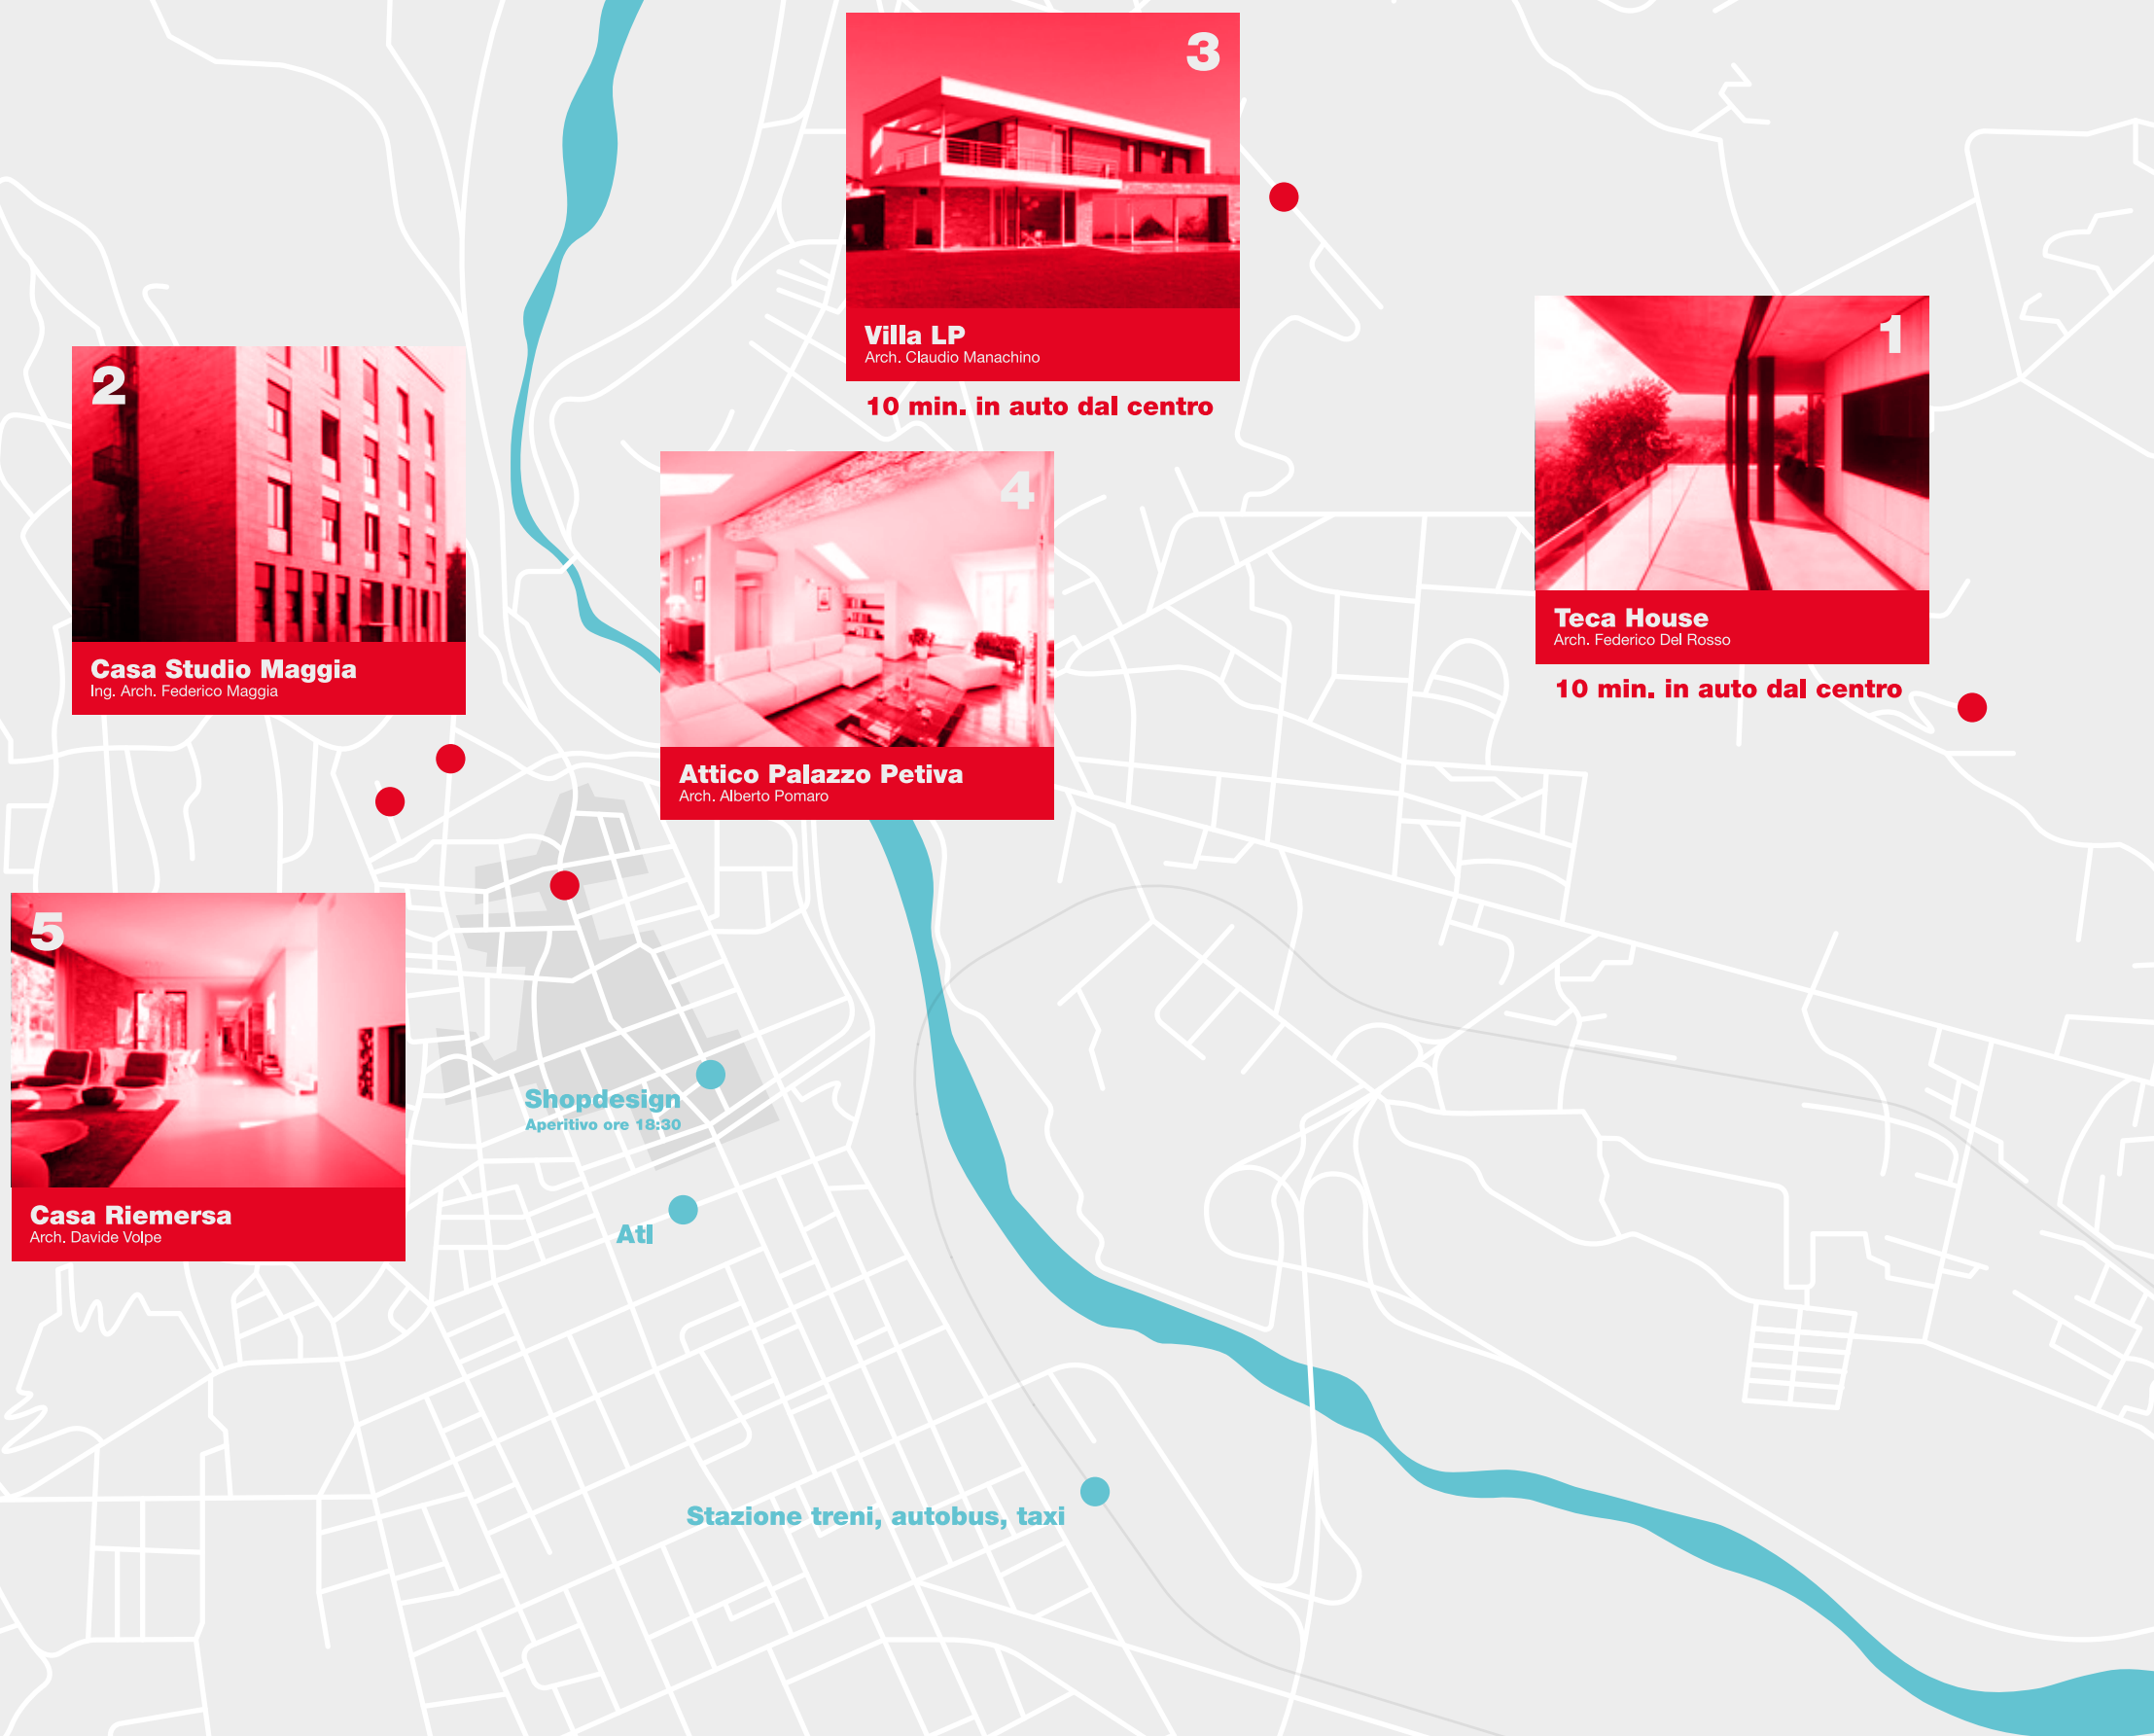 3
Villa LP
Arch. Claudio Manachino
10 min. in auto dal centro
1
Teca House
Arch. Federico Del Rosso
10 min. in auto dal centro
2
Casa Studio Maggia
Ing. Arch. Federico Maggia
4
Attico Palazzo Petiva
Arch. Alberto Pomaro
5
Casa Riemersa
Arch. Davide Volpe
Shopdesign
Aperitivo ore 18:30
Atl
Stazione treni, autobus, taxi